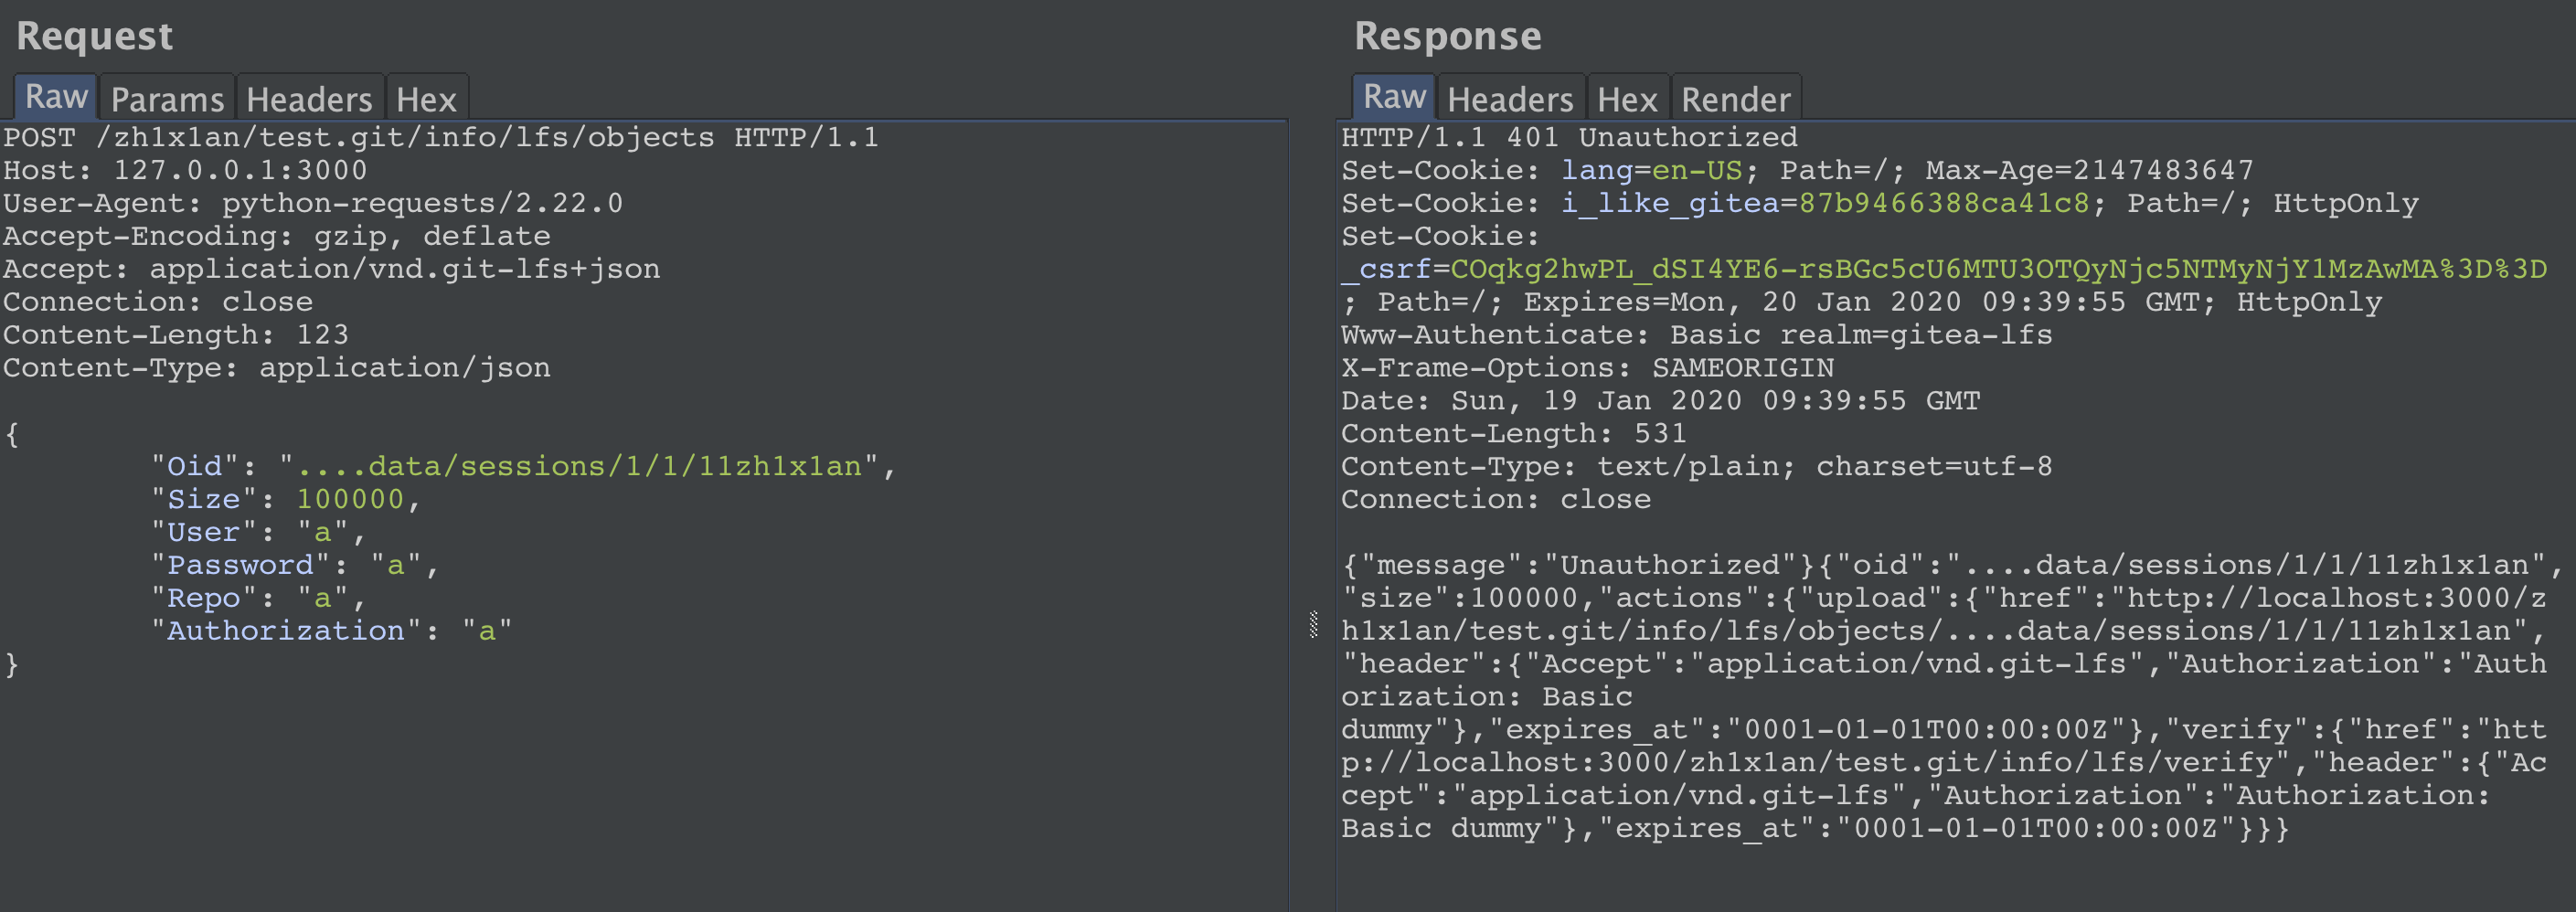 Request
Raw Params Headers Hex
POST /zh1x1an/test.git/info/lfs/objects HTTP/1.1
Host: 127.0.0.1:3000
User-Agent: python-requests/2.22.0
Accept-Encoding: gzip, deflate
Accept: application/vnd.git-lfs+json
Connection: close
Content-Length: 123
Content-Type: application/json
{
"Oid": "....data/sessions/1/1/11zh1x1an",
"Size": 100000,
"User": "a",
"Password": "a",
"Repo": "a",
"Authorization": "a"
}
Response
Raw Headers Hex Render
HTTP/1.1 401 Unauthorized
Set-Cookie: lang=en-US; Path=/; Max-Age=2147483647
Set-Cookie: i_like_gitea=87b9466388ca41c8; Path=/; HttpOnly
Set-Cookie:
_csrf=COqkg2hwPL_dSI4YE6-rsBGc5cU6MTU3OTQyNjc5NTMyNjY1MzAwMA%3D%3D
; Path=/; Expires=Mon, 20 Jan 2020 09:39:55 GMT; HttpOnly
Www-Authenticate: Basic realm=gitea-lfs
X-Frame-Options: SAMEORIGIN
Date: Sun, 19 Jan 2020 09:39:55 GMT
Content-Length: 531
Content-Type: text/plain; charset=utf-8
Connection: close
{"message":"Unauthorized"}{"oid":"....data/sessions/1/1/11zh1x1an",
"size":100000,"actions":{"upload":{"href":"http://localhost:3000/z
h1x1an/test.git/info/lfs/objects/....data/sessions/1/1/11zh1x1an",
"header":{"Accept":"application/vnd.git-lfs","Authorization":"Auth
orization: Basic
dummy"},"expires_at":"0001-01-01T00:00:00Z"},"verify":{"href":"htt
p://localhost:3000/zh1x1an/test.git/info/lfs/verify","header":{"Ac
cept":"application/vnd.git-lfs","Authorization":"Authorization:
Basic dummy"},"expires_at":"0001-01-01T00:00:00Z"}}}